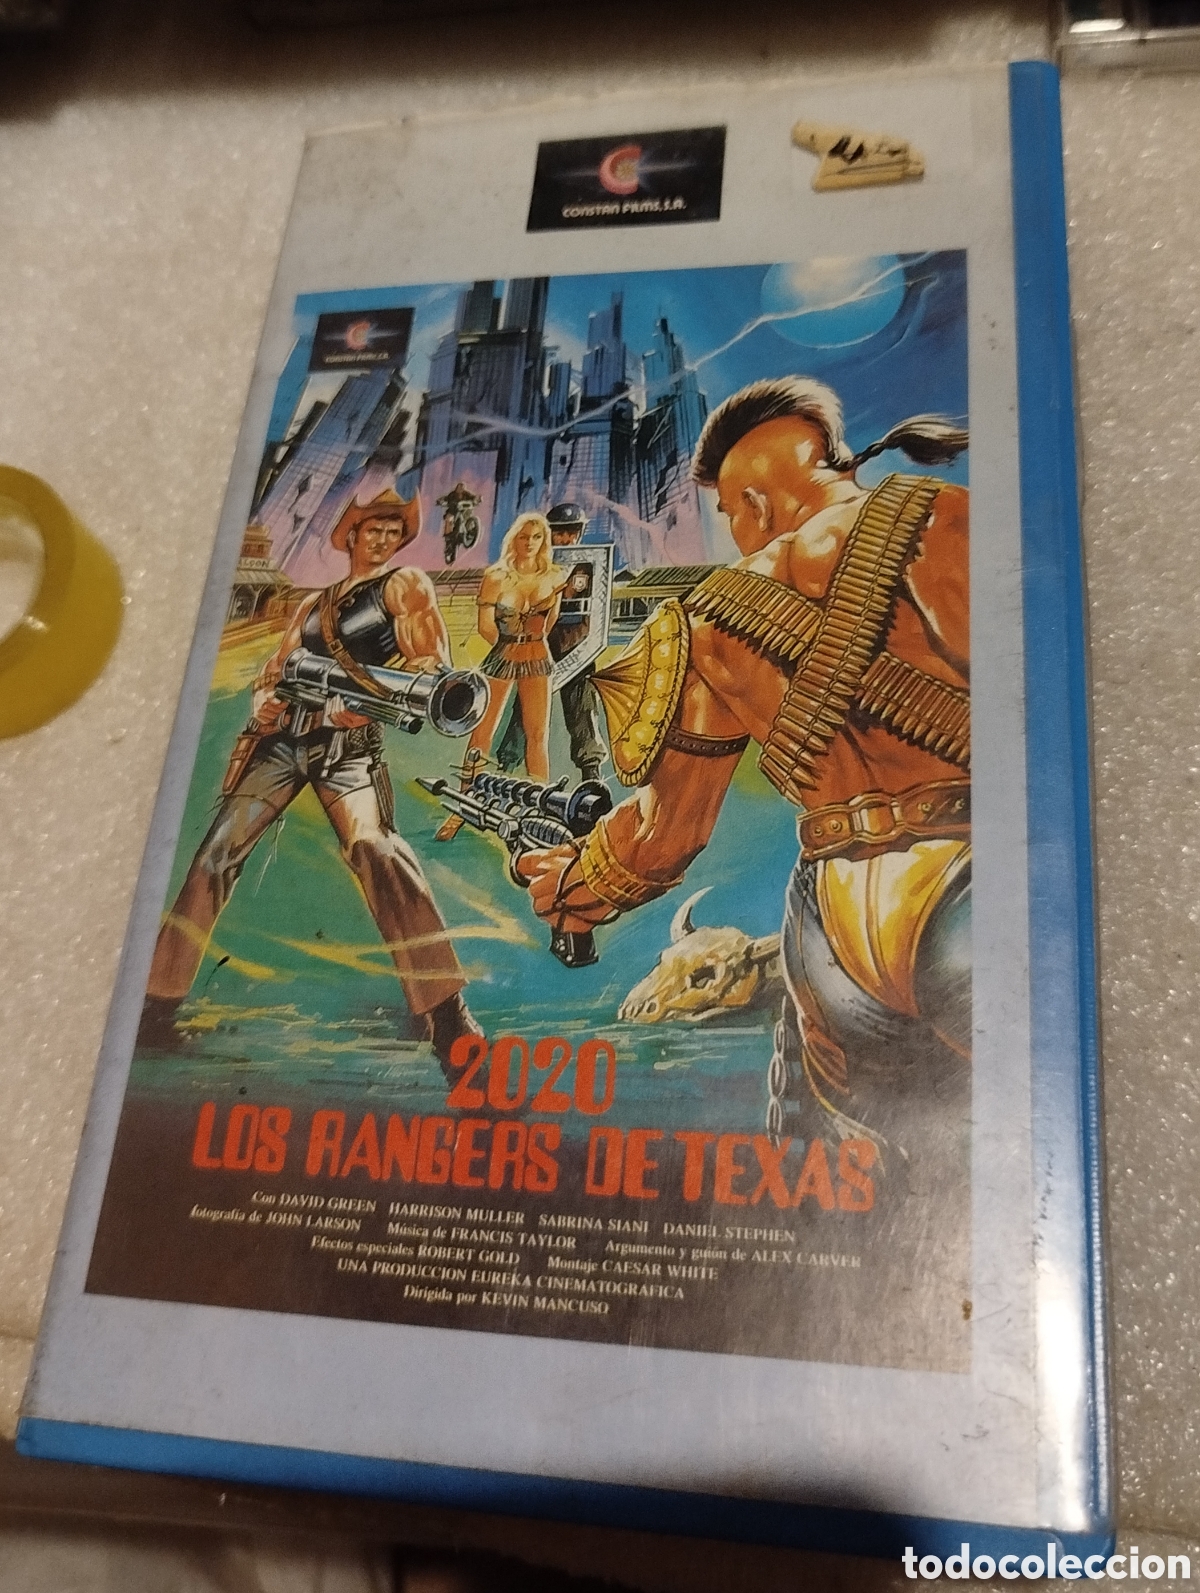 CONSTAN FILMS, S.A.
CONSTAN FILMS, S.A.
2020
LOS RANGERS DE TEXAS
Con DAVID GREEN HARRISON MULLER SABRINA SIANI DANIEL STEPHEN
fotografía de JOHN LARSON Música de FRANCIS TAYLOR Argumento y guión de ALEX CARVER
Efectos especiales ROBERT GOLD Montaje CAESAR WHITE
UNA PRODUCCION EUREKA CINEMATOGRAFICA
Dirigida por KEVIN MANCUSO
todocoleccion